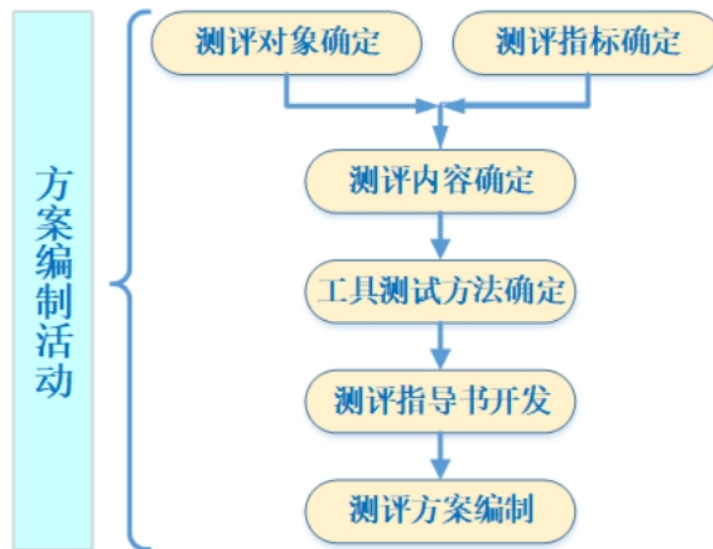 方案编制活动
测评对象确定
测评指标确定
测评内容确定
工具测试方法确定
测评指导书开发
测评方案编制